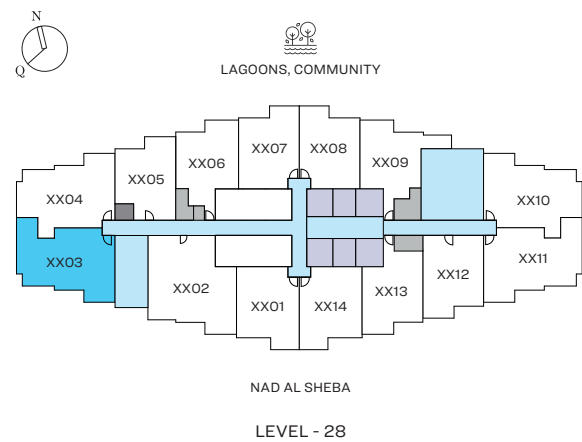 N
Q
LAGOONS, COMMUNITY
XX07
XX08
XX06
XX09
XX05
XX04
XX10
XX03
XX11
XX02
XX12
XX13
XX01
XX14
NAD AL SHEBA
LEVEL - 28